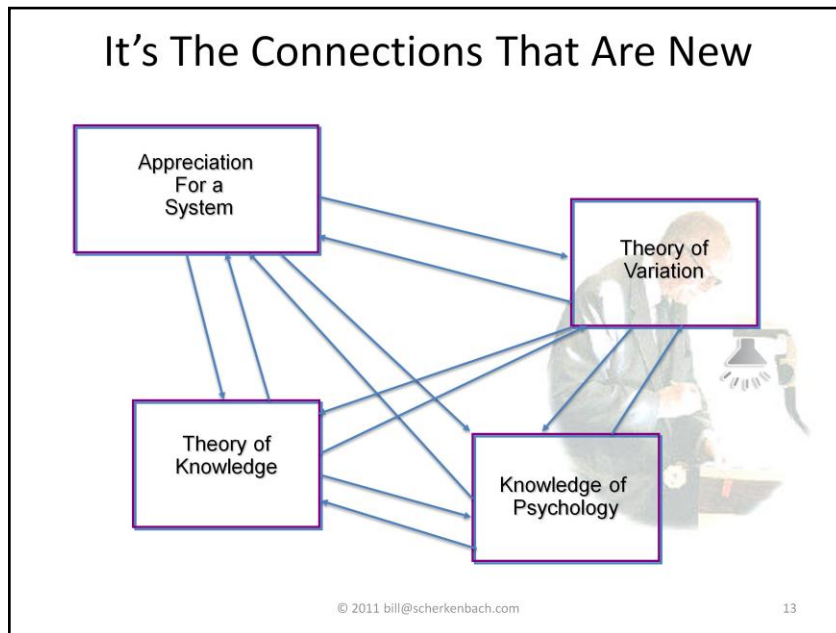 It's The Connections That Are New
Appreciation
For a
System
Theory of
Variation
Theory of
Knowledge
Knowledge of
Psychology
© 2011 bill@scherkenbach.com
13